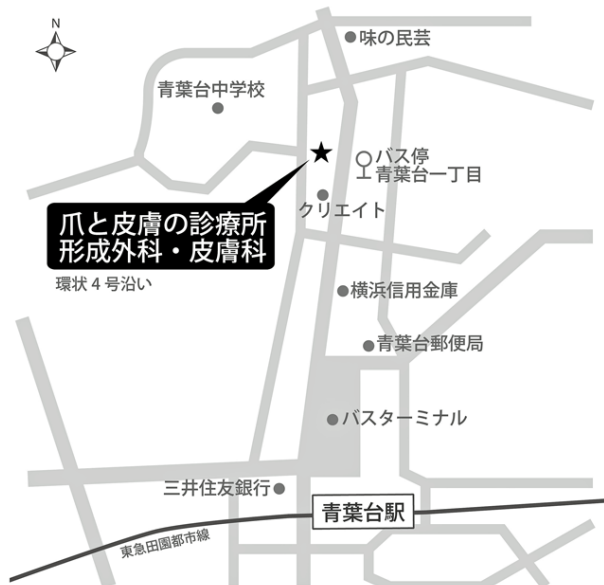 N
味の民芸
青葉台中学校
バス停
青葉台一丁目
クリエイト
爪と皮膚の診療所
形成外科・皮膚科
環状4号沿い
横浜信用金庫
青葉台郵便局
バスターミナル
三井住友銀行
青葉台駅
東急田園都市線